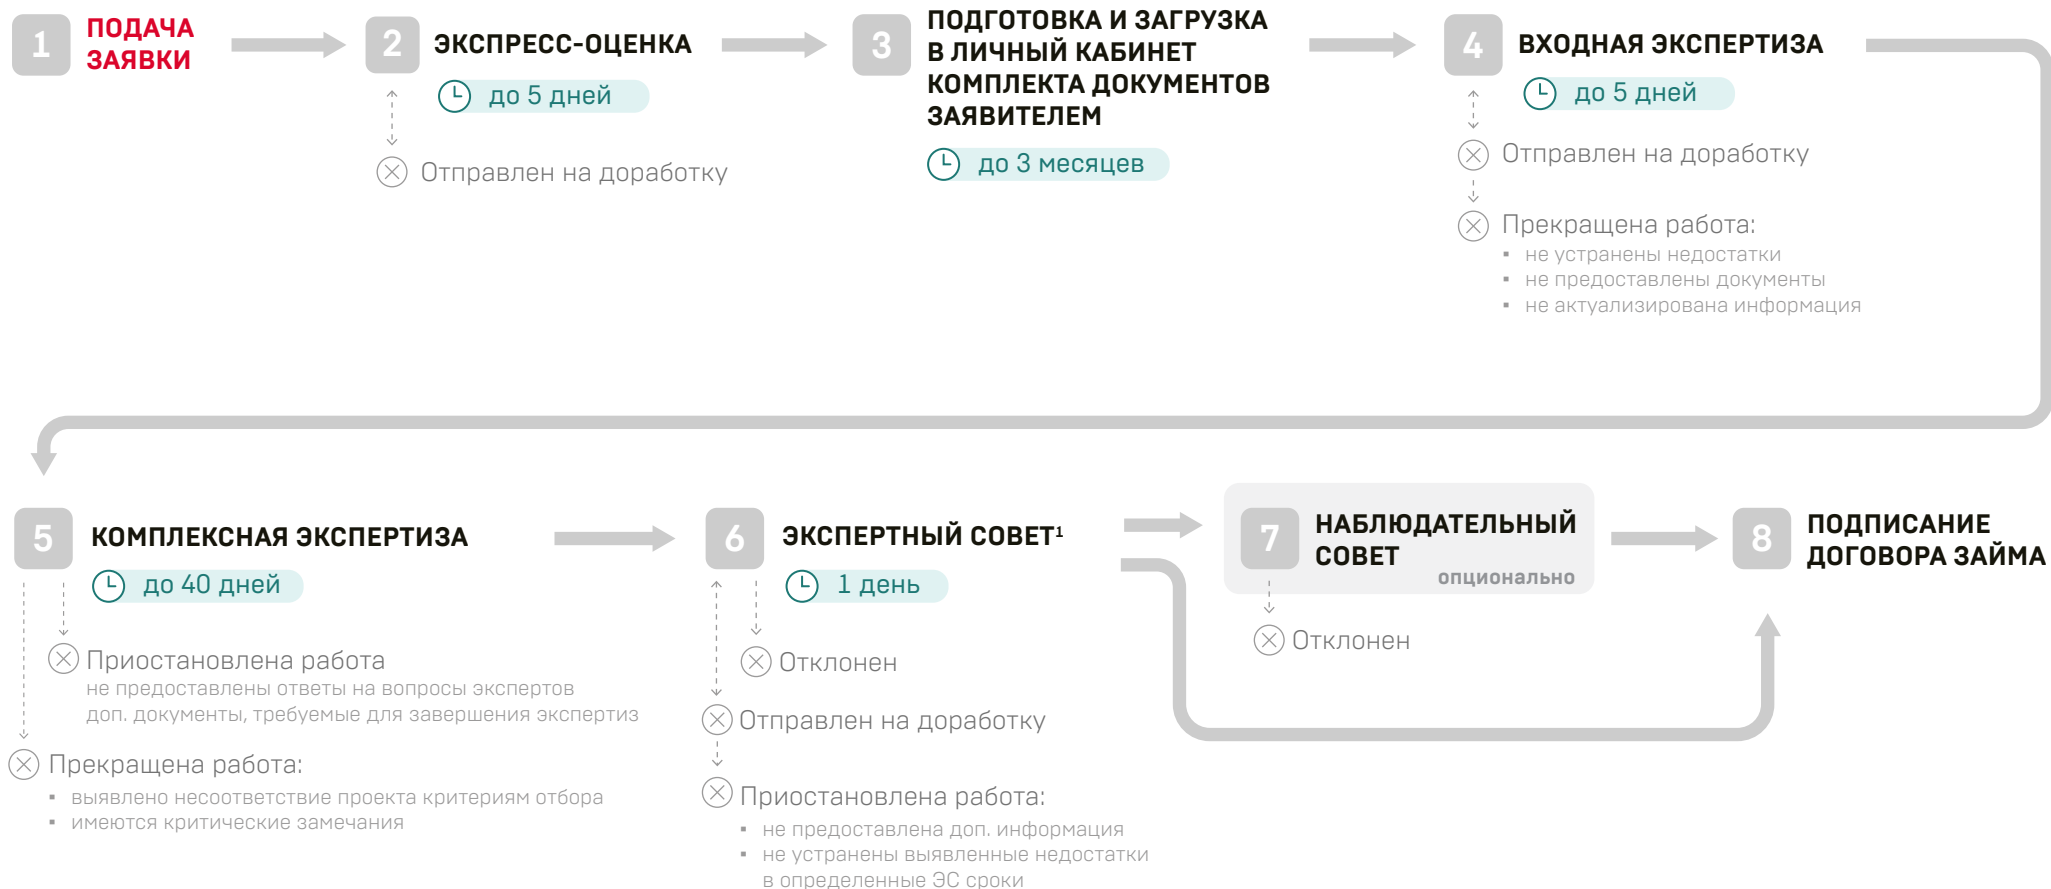 1
ПОДАЧА
ЗАЯВКИ
2
ЭКСПРЕСС-ОЦЕНКА
до 5 дней
Отправлен на доработку
3
ПОДГОТОВКА И ЗАГРУЗКА
В ЛИЧНЫЙ КАБИНЕТ
КОМПЛЕКТА ДОКУМЕНТОВ
ЗАЯВИТЕЛЕМ
до 3 месяцев
4
ВХОДНАЯ ЭКСПЕРТИЗА
до 5 дней
Отправлен на доработку
Прекращена работа:
▪ не устранены недостатки
▪ не предоставлены документы
▪ не актуализирована информация
5
КОМПЛЕКСНАЯ ЭКСПЕРТИЗА
до 40 дней
Приостановлена работа
не предоставлены ответы на вопросы экспертов
доп. документы, требуемые для завершения экспертиз
Прекращена работа:
▪ выявлено несоответствие проекта критериям отбора
▪ имеются критические замечания
6
ЭКСПЕРТНЫЙ СОВЕТ¹
1 день
Отклонен
Отправлен на доработку
Приостановлена работа:
▪ не предоставлена доп. информация
▪ не устранены выявленные недостатки
в определенные ЭС сроки
7
НАБЛЮДАТЕЛЬНЫЙ
СОВЕТ
опционально
Отклонен
8
ПОДПИСАНИЕ
ДОГОВОРА ЗАЙМА